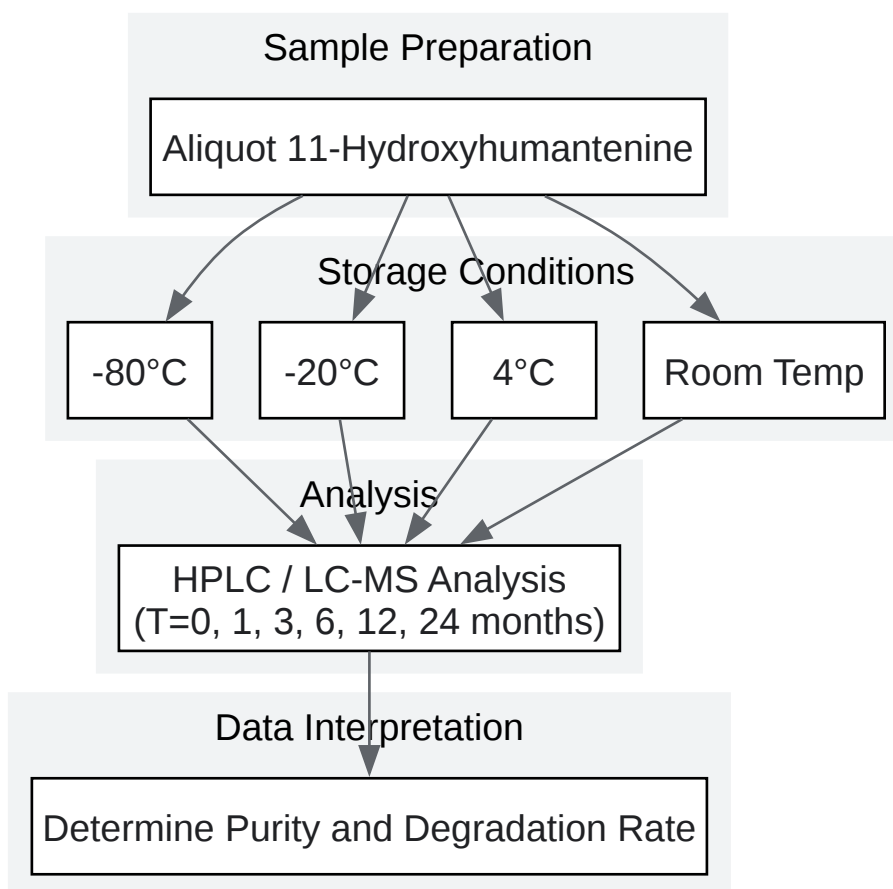 Sample Preparation
Aliquot 11-Hydroxyhumantenine
Storage Conditions
-80°C
-20°C
4°C
Room Temp
Analysis
HPLC / LC-MS Analysis
(T=0, 1, 3, 6, 12, 24 months)
Data Interpretation
Determine Purity and Degradation Rate